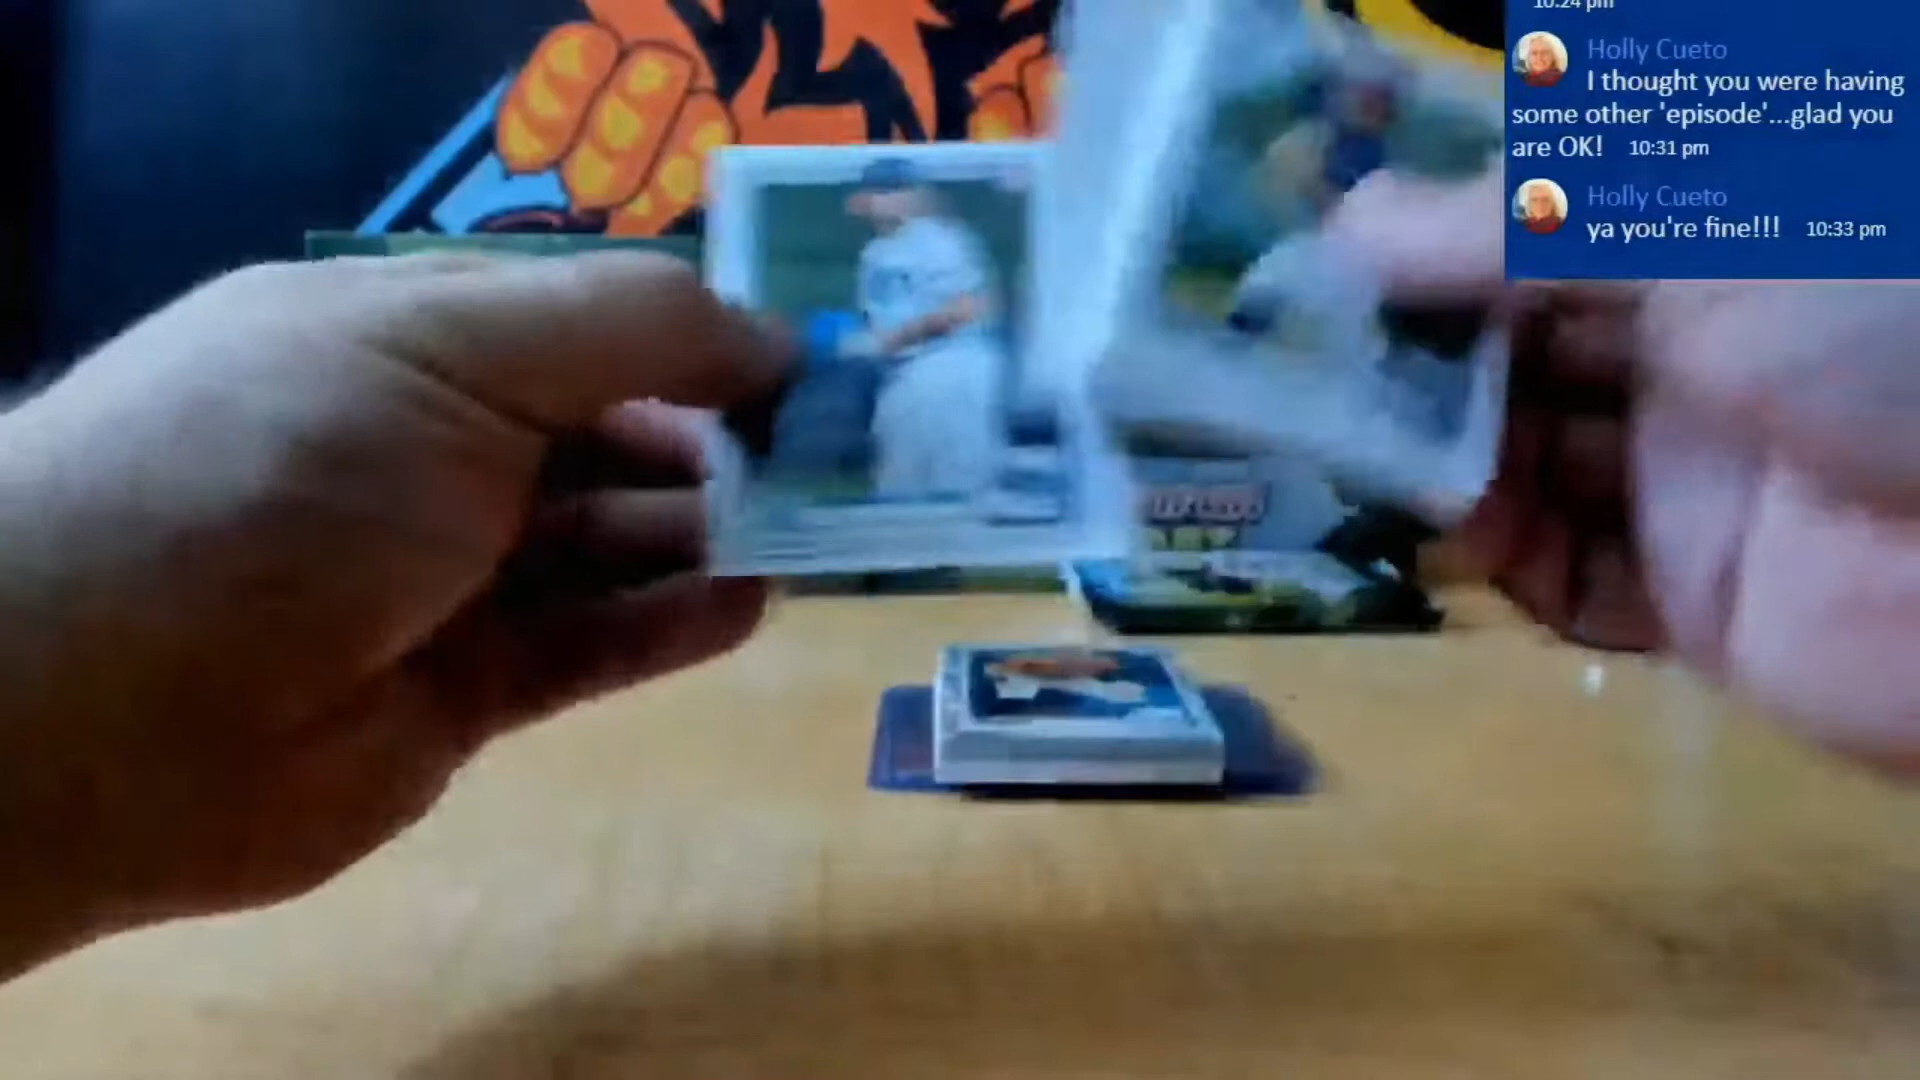 10:24 pm
Holly Cueto
I thought you were having
some other 'episode'...glad you
are OK! 10:31 pm
Holly Cueto
ya you're fine!!! 10:33 pm